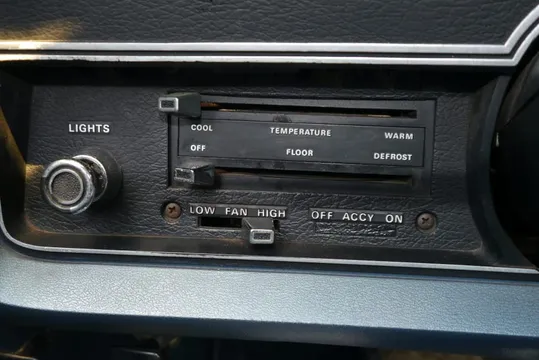 LIGHTS
COOL TEMPERATURE WARM
OFF FLOOR DEFROST
LOW FAN HIGH
OFF ACCY ON